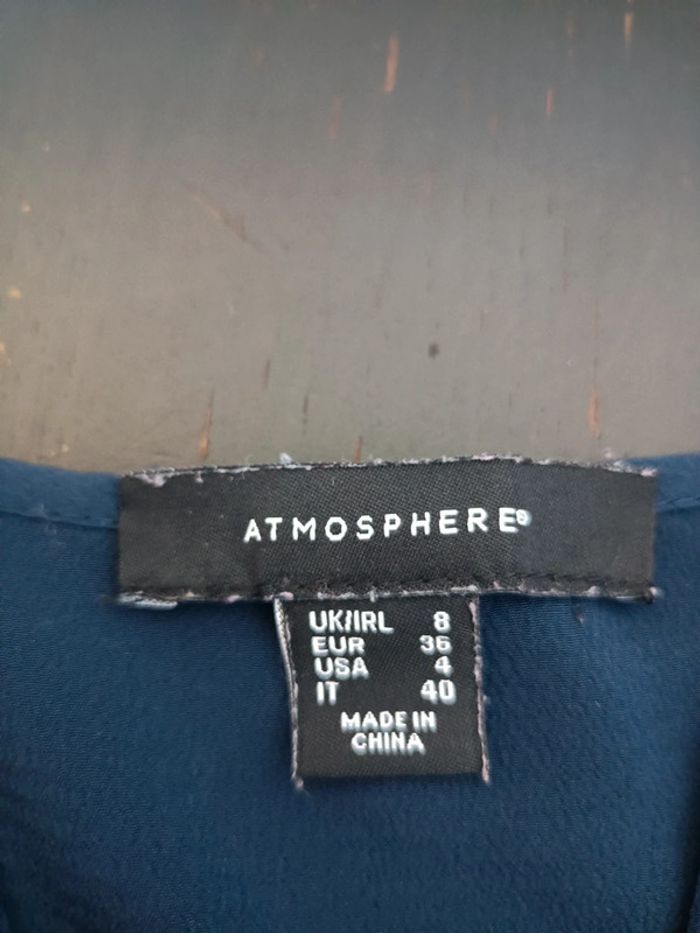 ATMOSPHERE®
UK/IRL 8
EUR 36
USA 4
IT 40
MADE IN
CHINA